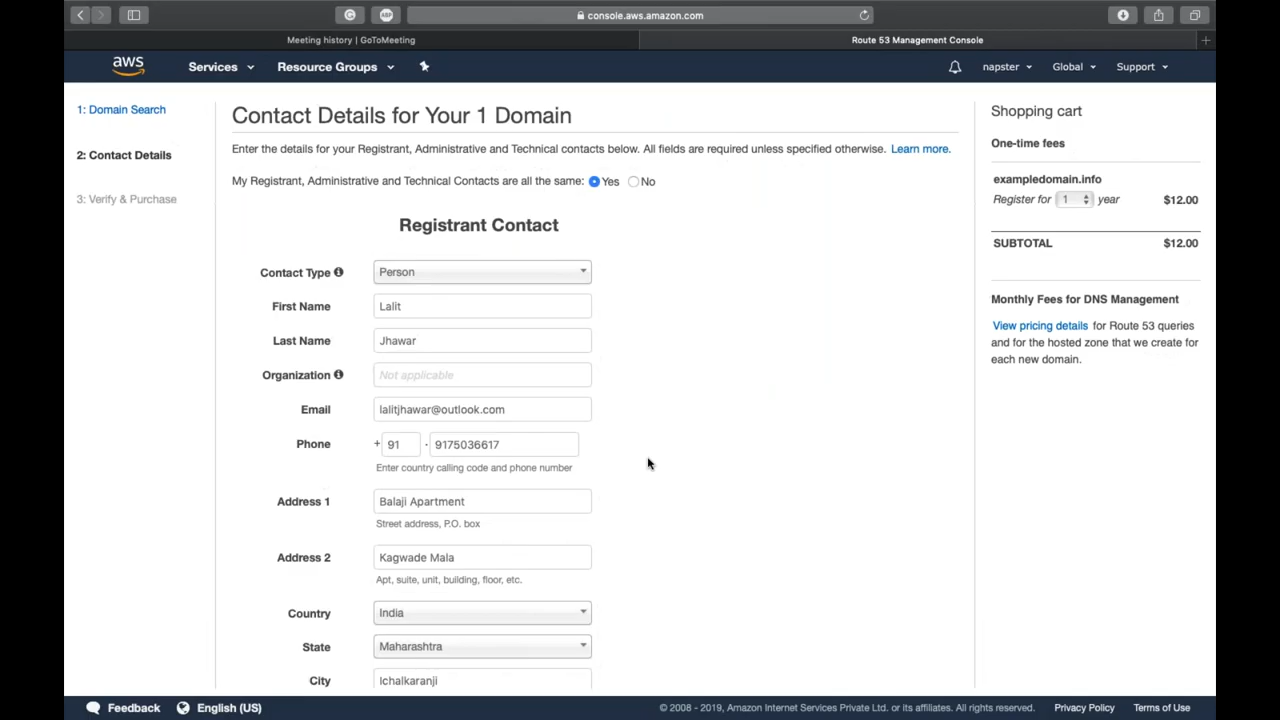 console.aws.amazon.com
Meeting history | GoToMeeting
Route 53 Management Console
aws
Services
Resource Groups
napster
Global
Support
1: Domain Search
2: Contact Details
3: Verify & Purchase
Contact Details for Your 1 Domain
Enter the details for your Registrant, Administrative and Technical contacts below. All fields are required unless specified otherwise. Learn more.
My Registrant, Administrative and Technical Contacts are all the same: Yes No
Registrant Contact
Contact Type Person
First Name Lalit
Last Name Jhawar
Organization Not applicable
Email lalitjhawar@outlook.com
Phone + 91 - 9175036617
Enter country calling code and phone number
Address 1 Balaji Apartment
Street address, P.O. box
Address 2 Kagwade Mala
Apt, suite, unit, building, floor, etc.
Country India
State Maharashtra
City Ichalkaranji
Shopping cart
One-time fees
exampledomain.info
Register for 1 year $12.00
SUBTOTAL $12.00
Monthly Fees for DNS Management
View pricing details for Route 53 queries
and for the hosted zone that we create for
each new domain.
Feedback
English (US)
© 2008 - 2019, Amazon Internet Services Private Ltd. or its affiliates. All rights reserved.
Privacy Policy
Terms of Use